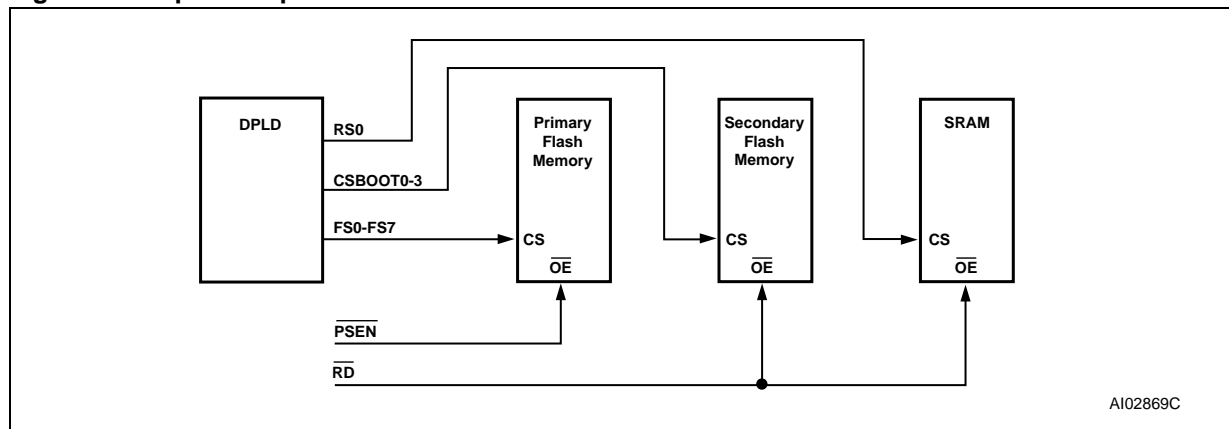 DPLD
RS0
CSBOOT0-3
FS0-FS7
Primary
Flash
Memory
CS
OE
Secondary
Flash
Memory
CS
OE
SRAM
CS
OE
PSEN
RD
AI02869C